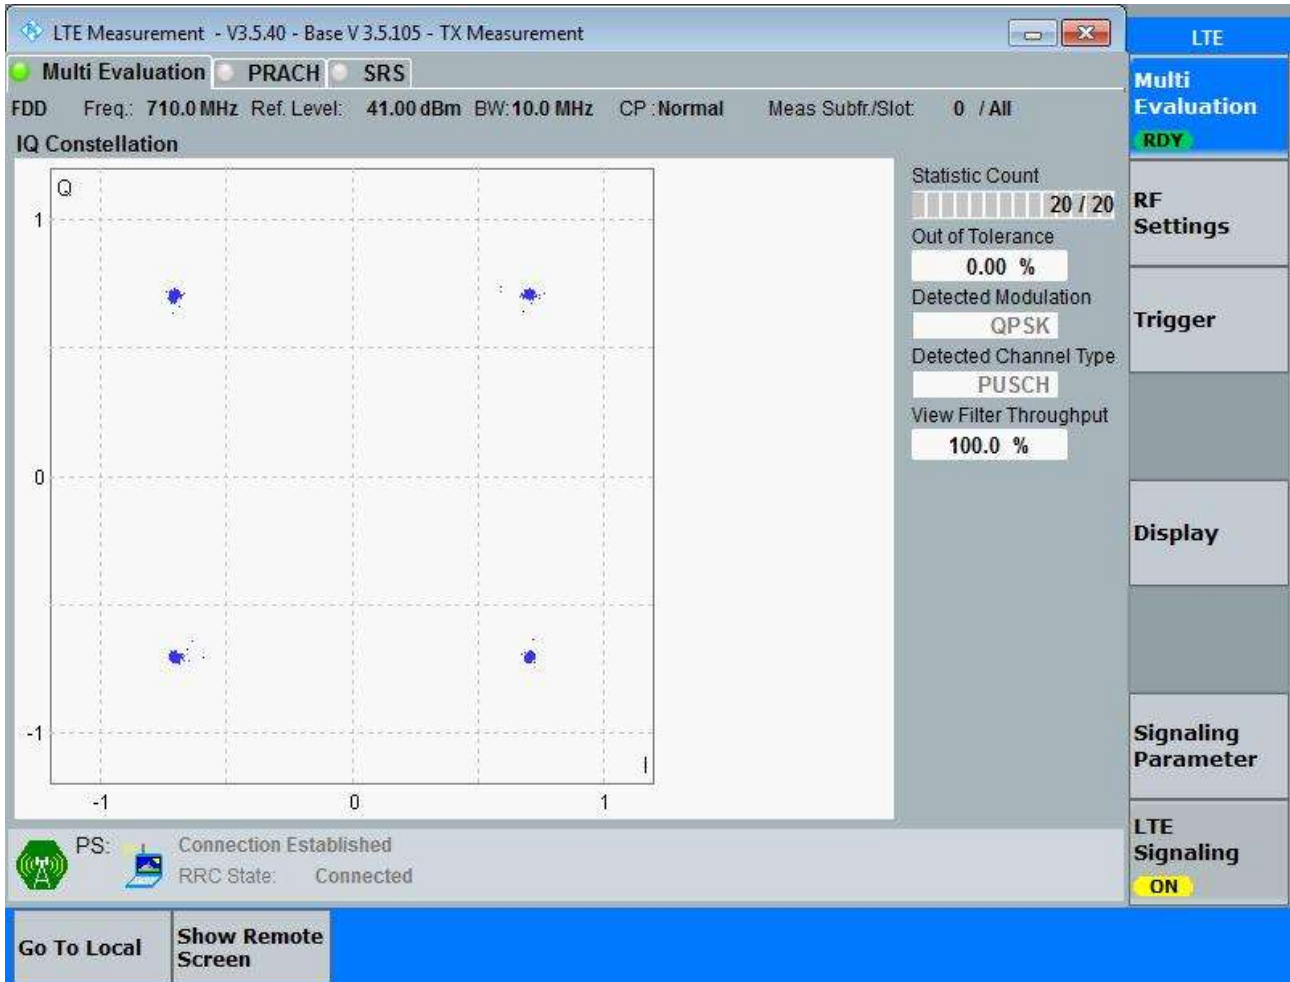 LTE Measurement - V3.5.40 - Base V 3.5.105 - TX Measurement
LTE
Multi Evaluation PRACH SRS
FDD Freq.: 710.0 MHz Ref. Level: 41.00 dBm BW: 10.0 MHz CP : Normal Meas Subfr./Slot: 0 / All
IQ Constellation
Q
1
0
-1
I
-1 0 1
Statistic Count
20 / 20
Out of Tolerance
0.00 %
Detected Modulation
QPSK
Detected Channel Type
PUSCH
View Filter Throughput
100.0 %
Multi
Evaluation
RDY
RF
Settings
Trigger
Display
Signaling
Parameter
LTE
Signaling
ON
PS: Connection Established
RRC State: Connected
Go To Local
Show Remote
Screen